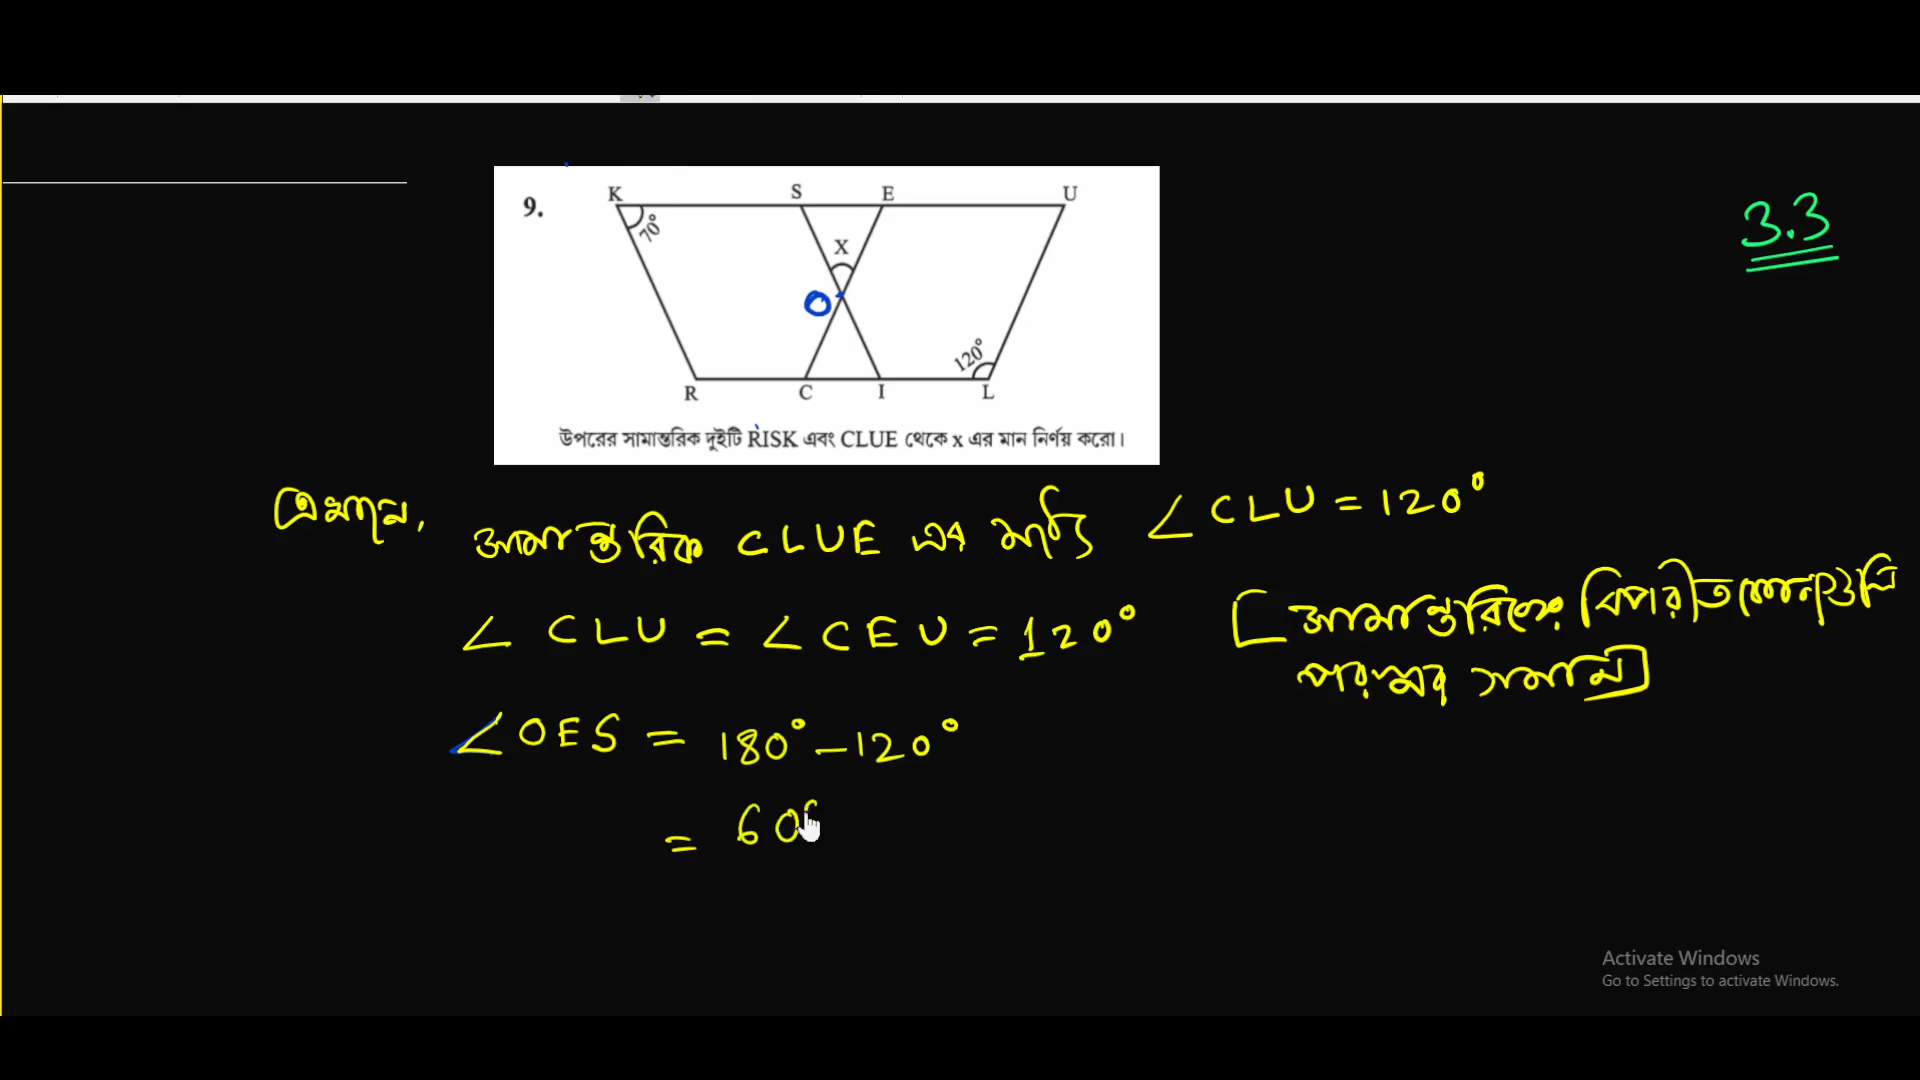 3.3
9.
K S E U
70°
X
O
120°
R C I L
উপরের সামান্তরিক দুইটি RISK এবং CLUE থেকে x এর মান নির্ণয় করো।
এখানে, সামান্তরিক CLUE এর মধ্যে ∠CLU = 120°
∠CLU = ∠CEU = 120° [সামান্তরিকের বিপরীত কোণগুলি
পরস্পর সমান]
∠OES = 180° - 120°
= 60°
Activate Windows
Go to Settings to activate Windows.